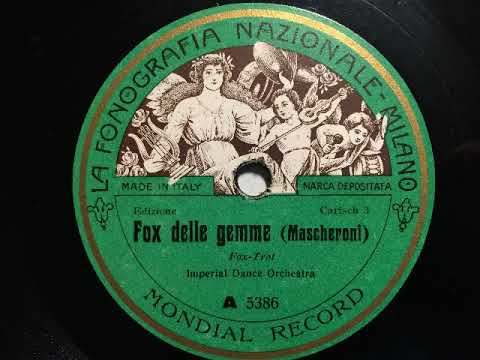 LA FONOGRAFIA NAZIONALE-MILANO
MADE IN ITALY
MARCA DEPOSITATA
Edizione Carisch S
Fox delle gemme (Mascheroni)
Fox-Trot
Imperial Dance Orchestra
A 5386
MONDIAL RECORD